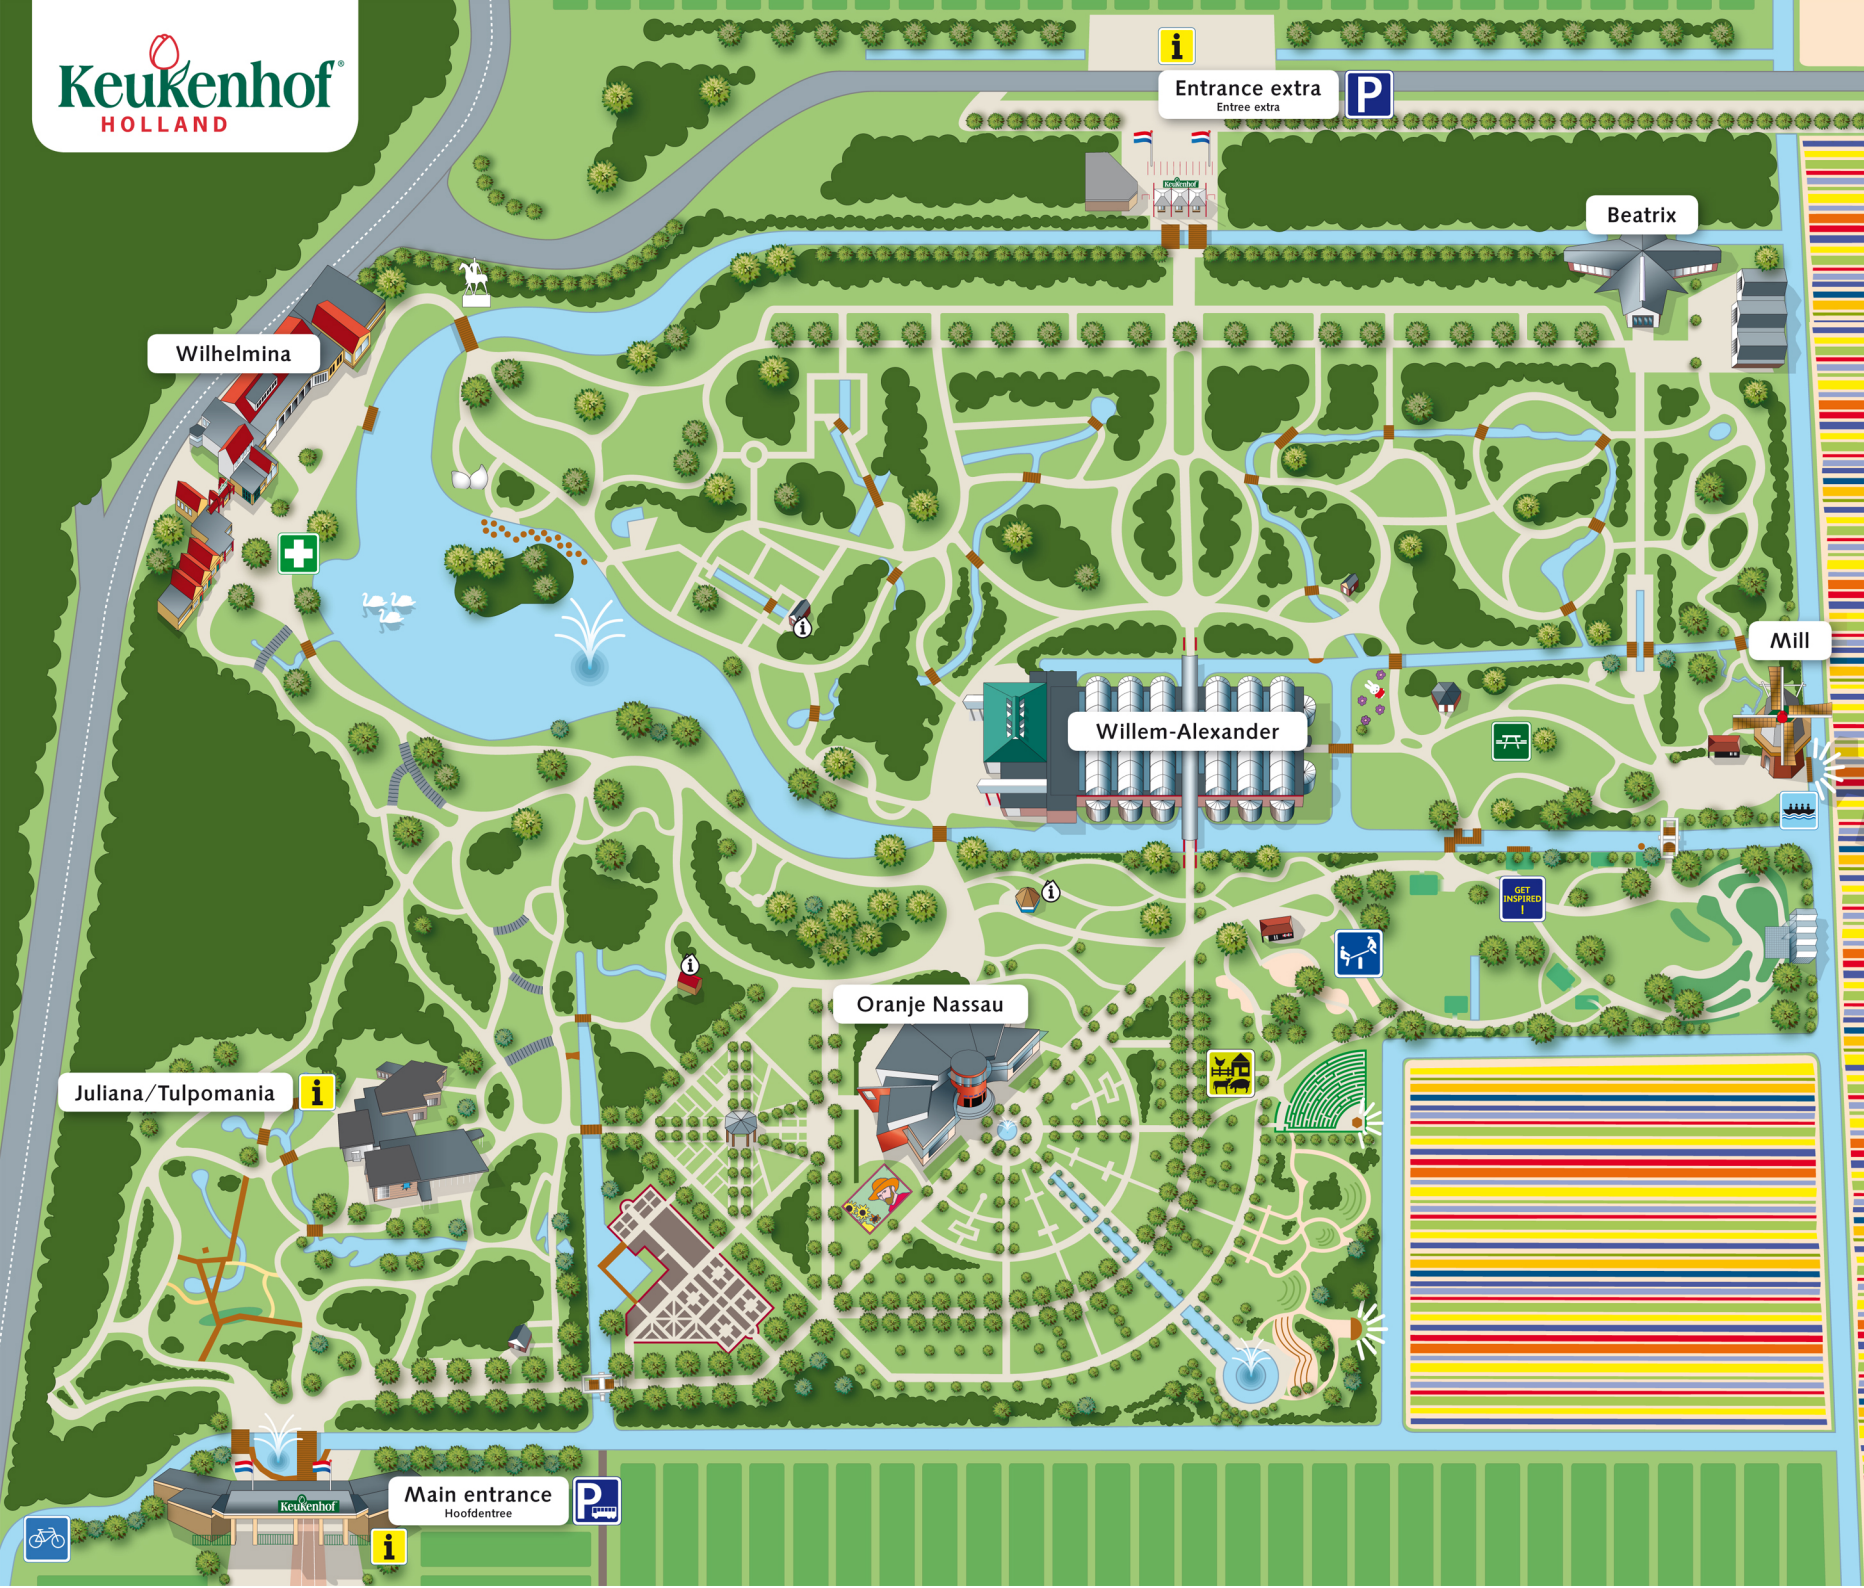 Keukenhof®
HOLLAND
i
Entrance extra
Entree extra
P
Keukenhof
Beatrix
Wilhelmina
i
Mill
Willem-Alexander
i
GET
INSPIRED
!
i
Oranje Nassau
Juliana/Tulpomania
i
Main entrance
Hoofdentree
P
Keukenhof
i